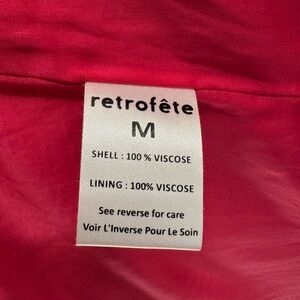 retrofête
M
SHELL : 100 % VISCOSE
LINING : 100% VISCOSE
See reverse for care
Voir L'Inverse Pour Le Soin